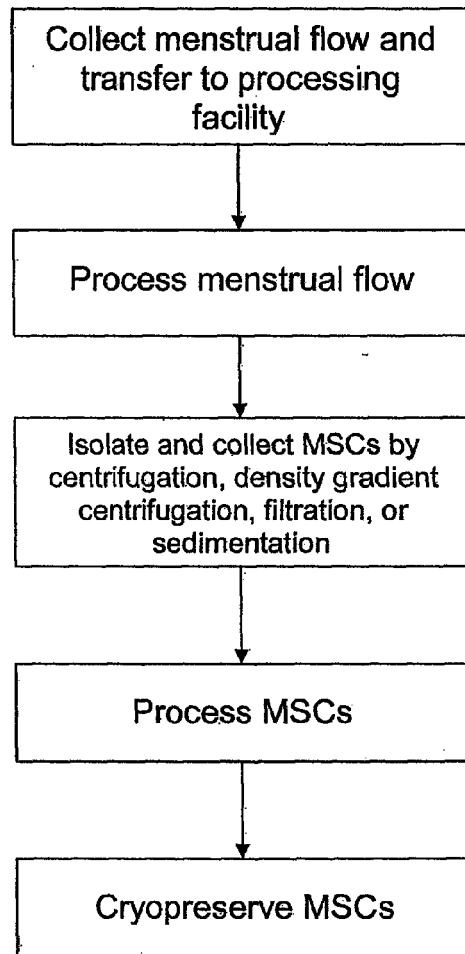 Collect menstrual flow and
transfer to processing
facility
Process menstrual flow
Isolate and collect MSCs by
centrifugation, density gradient
centrifugation, filtration, or
sedimentation
Process MSCs
Cryopreserve MSCs